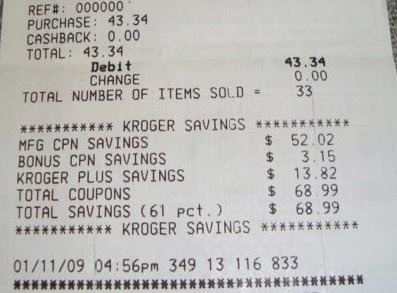 REF#: 000000
PURCHASE: 43.34
CASHBACK: 0.00
TOTAL: 43.34
Debit 43.34
CHANGE 0.00
TOTAL NUMBER OF ITEMS SOLD = 33
*********** KROGER SAVINGS ***********
MFG CPN SAVINGS $ 52.02
BONUS CPN SAVINGS $ 3.15
KROGER PLUS SAVINGS $ 13.82
TOTAL COUPONS $ 68.99
TOTAL SAVINGS (61 pct.) $ 68.99
*********** KROGER SAVINGS ***********
01/11/09 04:56pm 349 13 116 833
****************************************